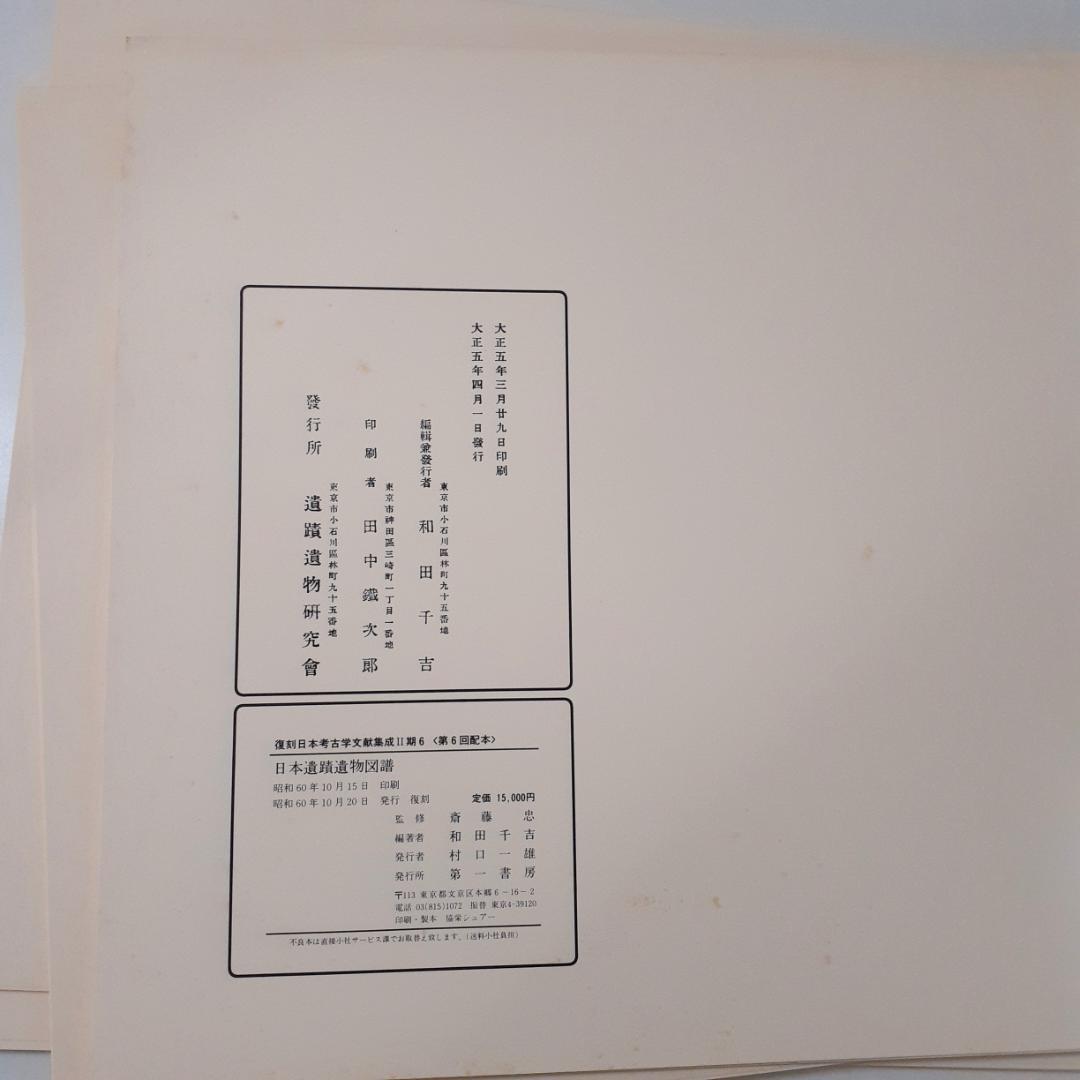 大正五年三月廿九日印刷
大正五年四月一日發行
東京市小石川區林町九十五番地
編輯兼發行者 和田千吉
東京市神田區三崎町一丁目一番地
印刷者 田中鐵次郎
東京市小石川區林町九十五番地
發行所 遺蹟遺物研究會
復刻日本考古学文献集成II期6〈第6回配本〉
日本遺蹟遺物図譜
昭和60年10月15日 印刷
昭和60年10月20日 発行 復刻 定価 15,000円
監修 斎藤忠
編著者 和田千吉
発行者 村口一雄
発行所 第一書房
〒113 東京都文京区本郷6-16-2
電話 03(815)1072 振替 東京4-39120
印刷・製本 協栄シュアー
不良本は直接小社サービス課でお取替え致します。(送料小社負担)